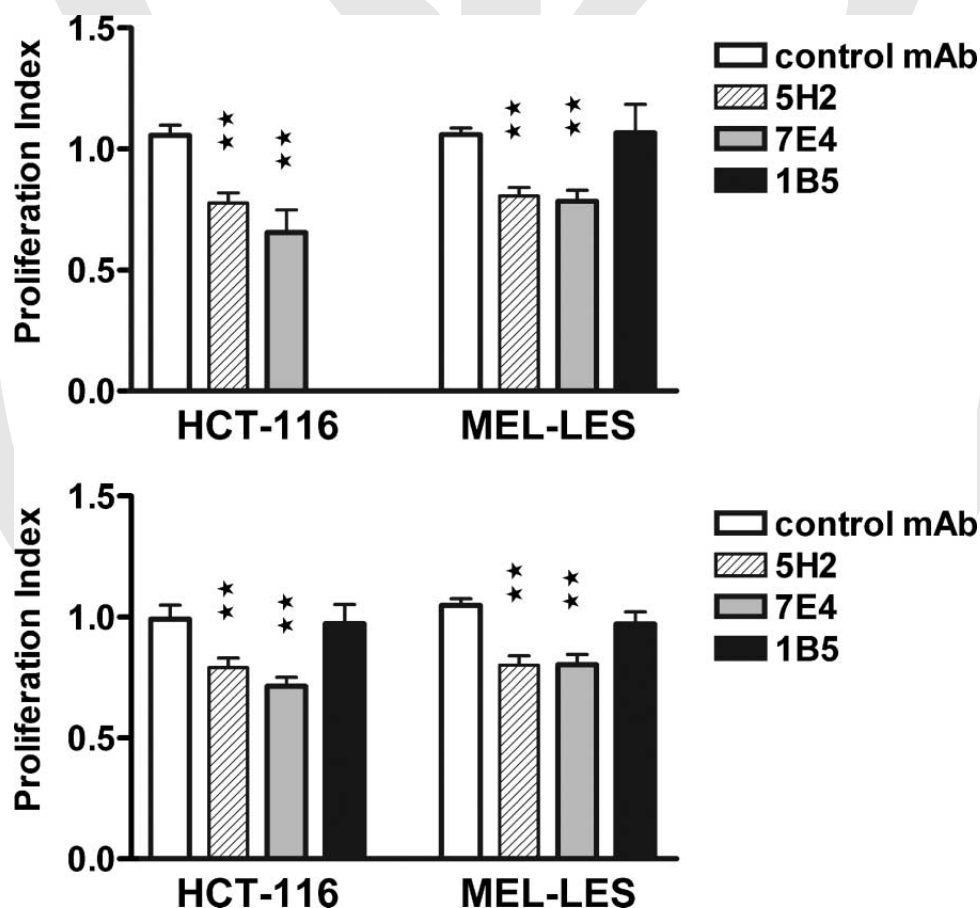 Proliferation Index
1.5
1.0
0.5
0.0
★★
★★
★★
★★
HCT-116
MEL-LES
control mAb
5H2
7E4
1B5
Proliferation Index
1.5
1.0
0.5
0.0
★★
★★
★★
★★
HCT-116
MEL-LES
control mAb
5H2
7E4
1B5